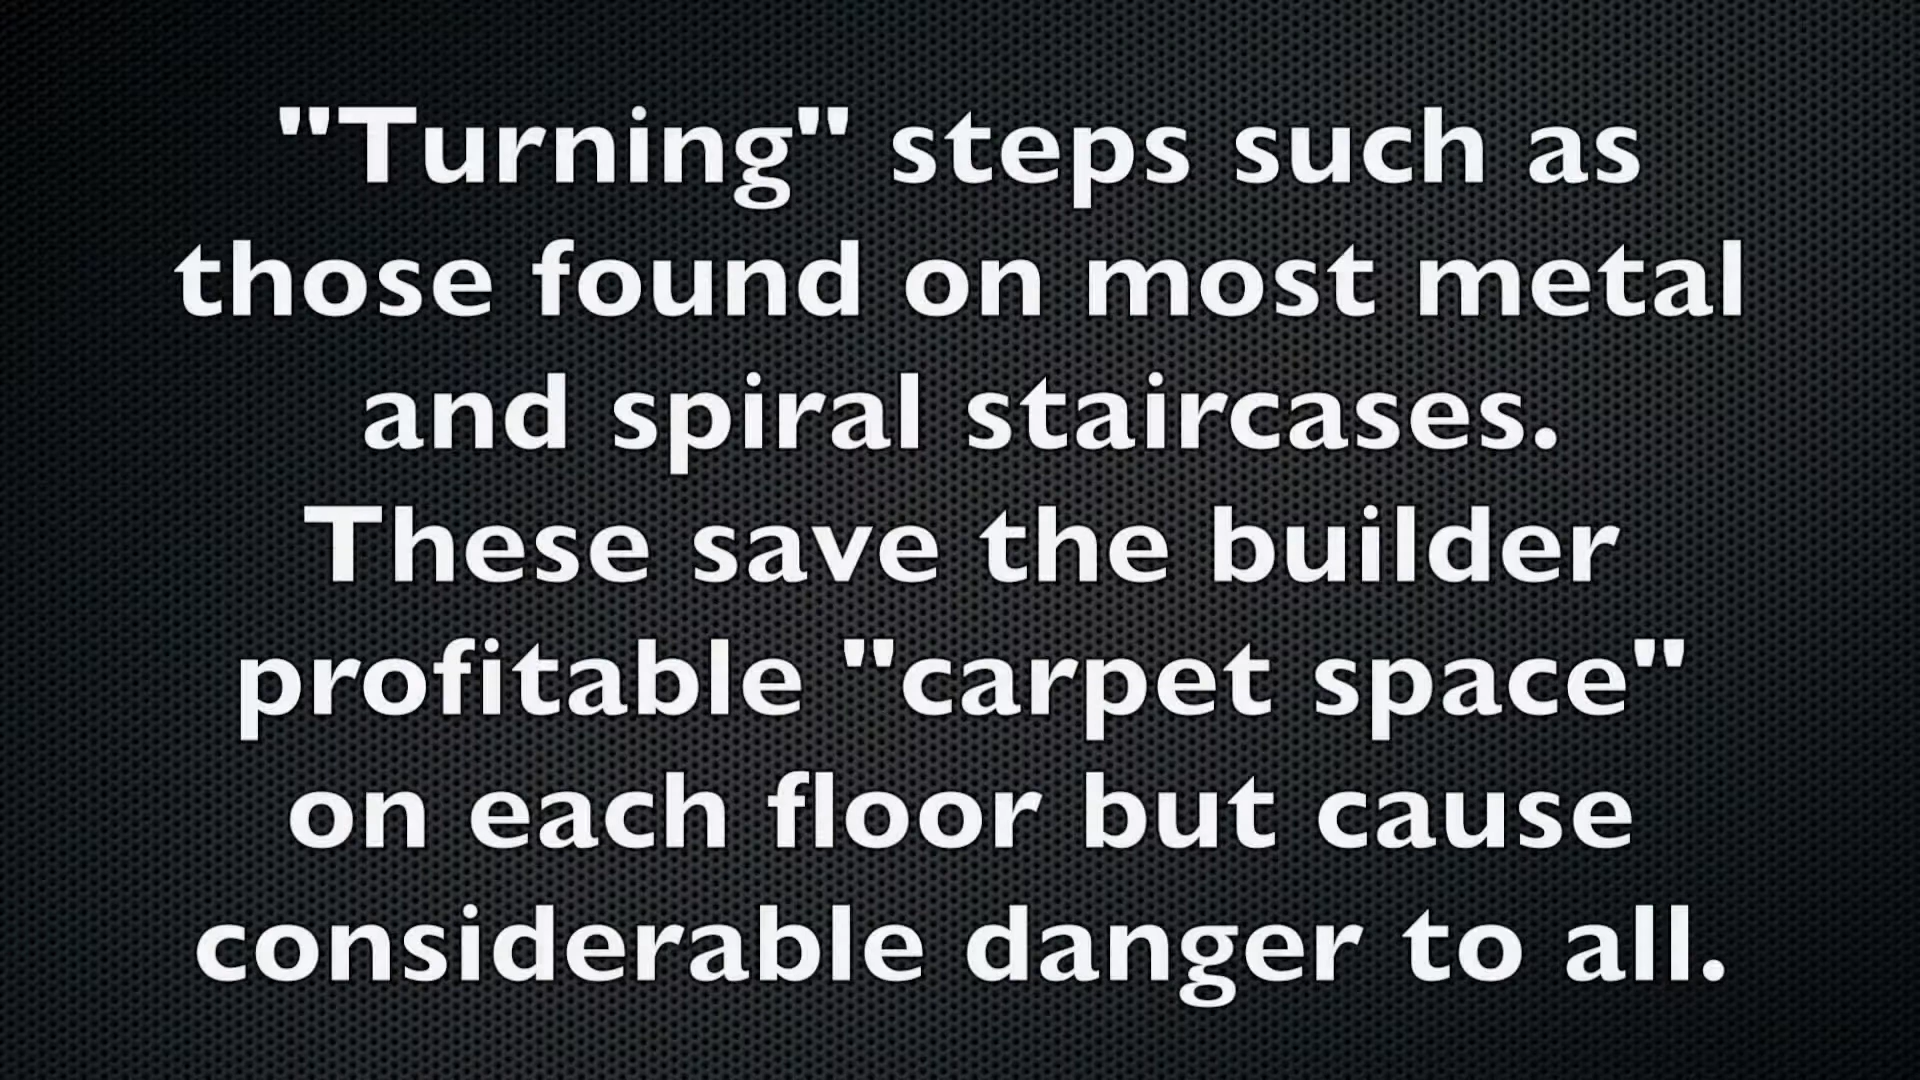 "Turning" steps such as
those found on most metal
and spiral staircases.
These save the builder
profitable "carpet space"
on each floor but cause
considerable danger to all.